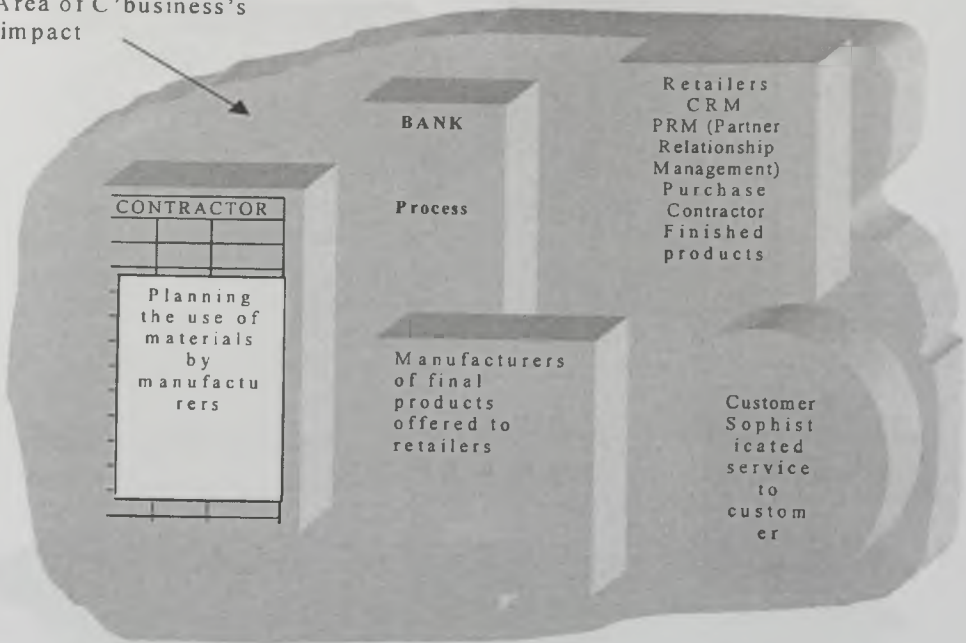 Area of C'business's
impact
BANK
Process
Retailers
CRM
PRM (Partner
Relationship
Management)
Purchase
Contractor
Finished
products
CONTRACTOR
Planning
the use of
materials
by
manufactu
rers
Manufacturers
of final
products
offered to
retailers
Customer
Sophist
icated
service
to
custom
er